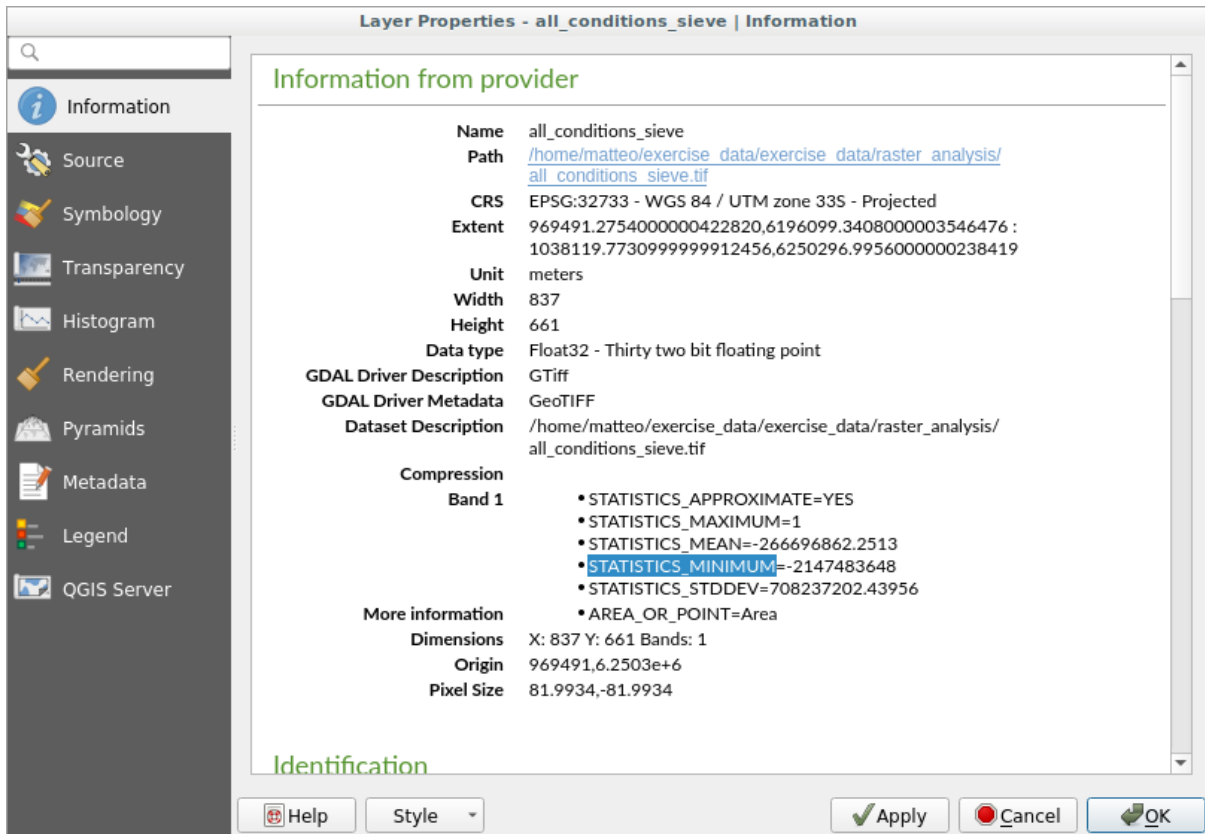 Layer Properties - all_conditions_sieve | Information
Information
Source
Symbology
Transparency
Histogram
Rendering
Pyramids
Metadata
Legend
QGIS Server
Information from provider
Name all_conditions_sieve
Path /home/matteo/exercise_data/exercise_data/raster_analysis/
all_conditions_sieve.tif
CRS EPSG:32733 - WGS 84 / UTM zone 33S - Projected
Extent 969491.2754000000422820,6196099.3408000003546476 :
1038119.7730999999912456,6250296.9956000000238419
Unit meters
Width 837
Height 661
Data type Float32 - Thirty two bit floating point
GDAL Driver Description GTiff
GDAL Driver Metadata GeoTIFF
Dataset Description /home/matteo/exercise_data/exercise_data/raster_analysis/
all_conditions_sieve.tif
Compression
Band 1 • STATISTICS_APPROXIMATE=YES
• STATISTICS_MAXIMUM=1
• STATISTICS_MEAN=-266696862.2513
• STATISTICS_MINIMUM=-2147483648
• STATISTICS_STDDEV=708237202.43956
More information • AREA_OR_POINT=Area
Dimensions X: 837 Y: 661 Bands: 1
Origin 969491,6.2503e+6
Pixel Size 81.9934,-81.9934
Identification
Help Style Apply Cancel OK